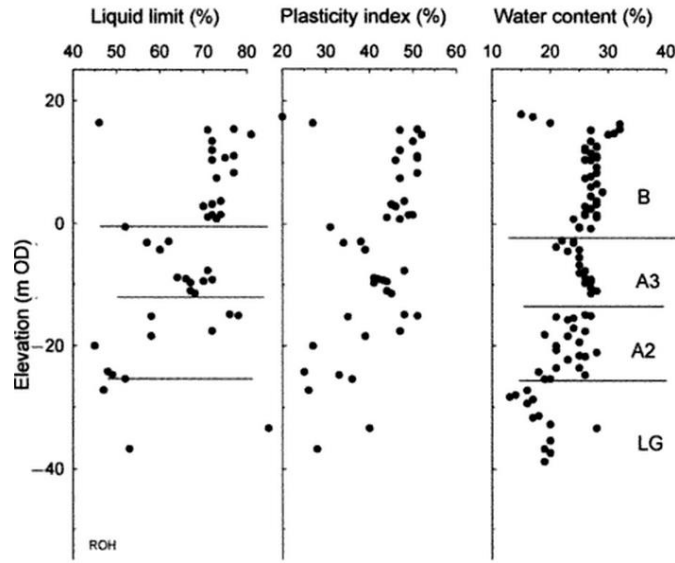 Liquid limit (%) Plasticity index (%) Water content (%)
40 50 60 70 80 20 30 40 50 60 10 20 30 40
20
0
−20
−40
Elevation (m OD)
B
A3
A2
LG
ROH